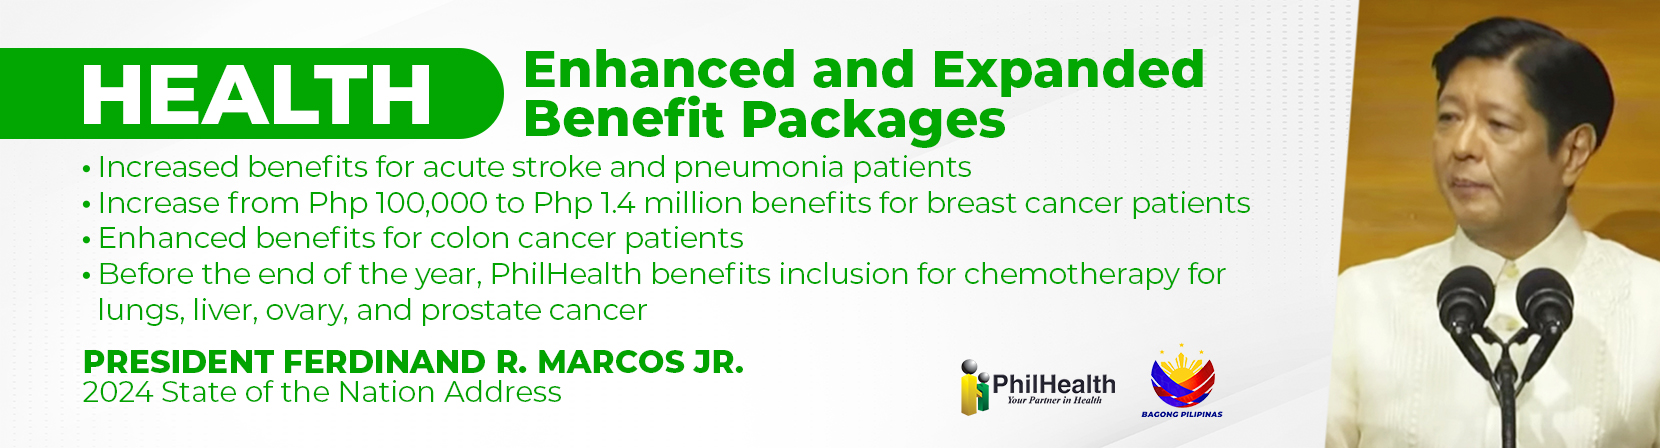 HEALTH
Enhanced and Expanded
Benefit Packages
• Increased benefits for acute stroke and pneumonia patients
• Increase from Php 100,000 to Php 1.4 million benefits for breast cancer patients
• Enhanced benefits for colon cancer patients
• Before the end of the year, PhilHealth benefits inclusion for chemotherapy for
lungs, liver, ovary, and prostate cancer
PRESIDENT FERDINAND R. MARCOS JR.
2024 State of the Nation Address
PhilHealth
Your Partner in Health
BAGONG PILIPINAS